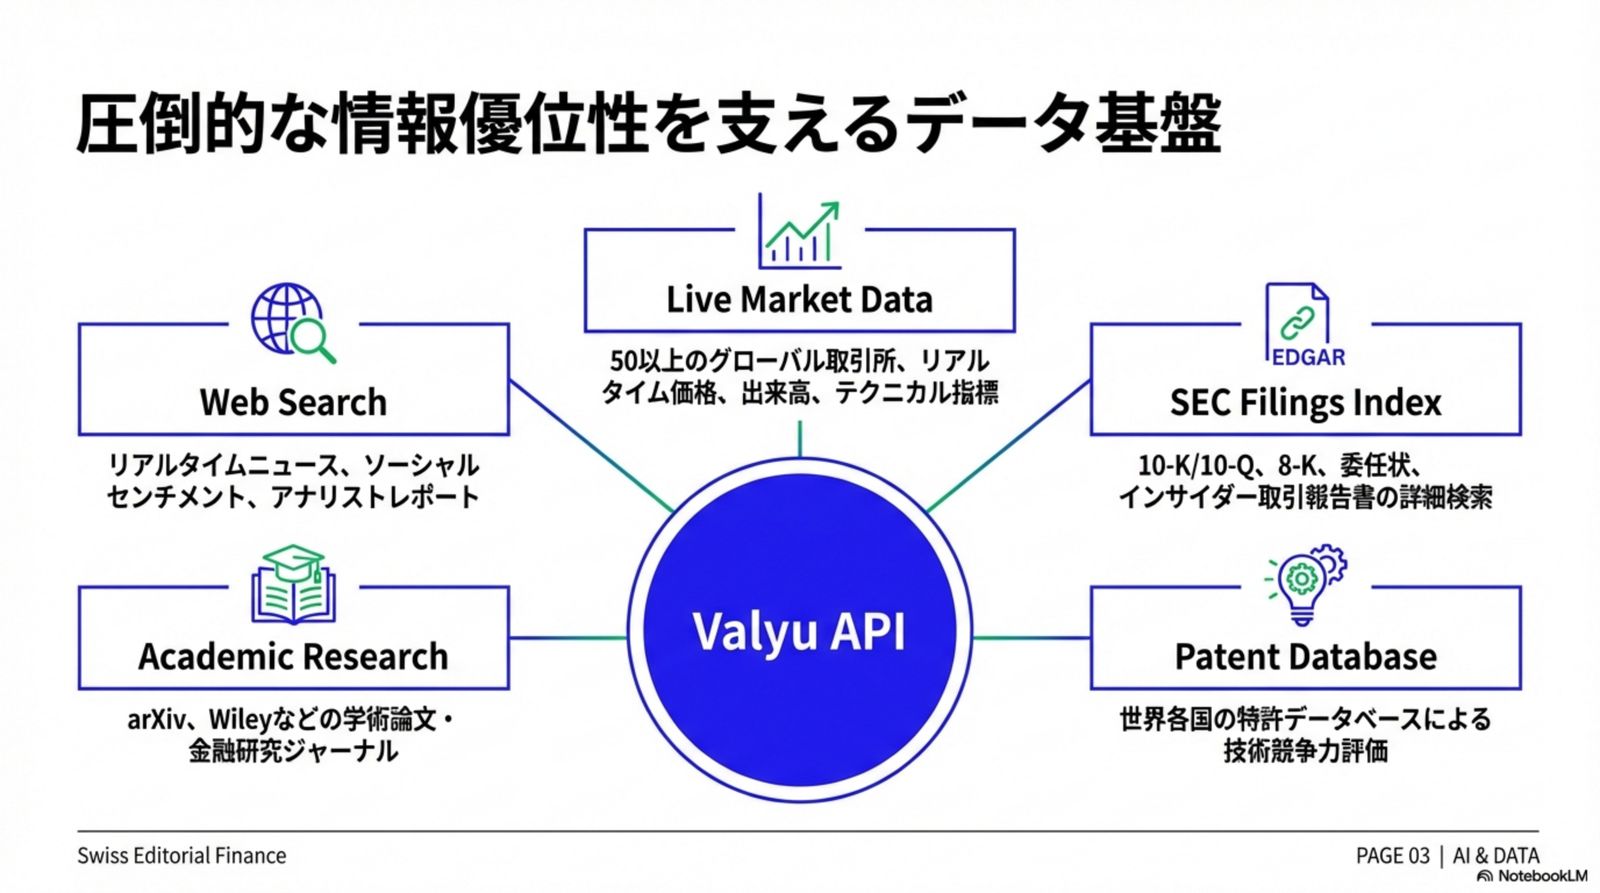 圧倒的な情報優位性を支えるデータ基盤
Live Market Data
50以上のグローバル取引所、リアル
タイム価格、出来高、テクニカル指標
Web Search
リアルタイムニュース、ソーシャル
センチメント、アナリストレポート
EDGAR
SEC Filings Index
10-K/10-Q、8-K、委任状、
インサイダー取引報告書の詳細検索
Valyu API
Academic Research
arXiv、Wileyなどの学術論文・
金融研究ジャーナル
Patent Database
世界各国の特許データベースによる
技術競争力評価
Swiss Editorial Finance
PAGE 03 | AI & DATA
NotebookLM